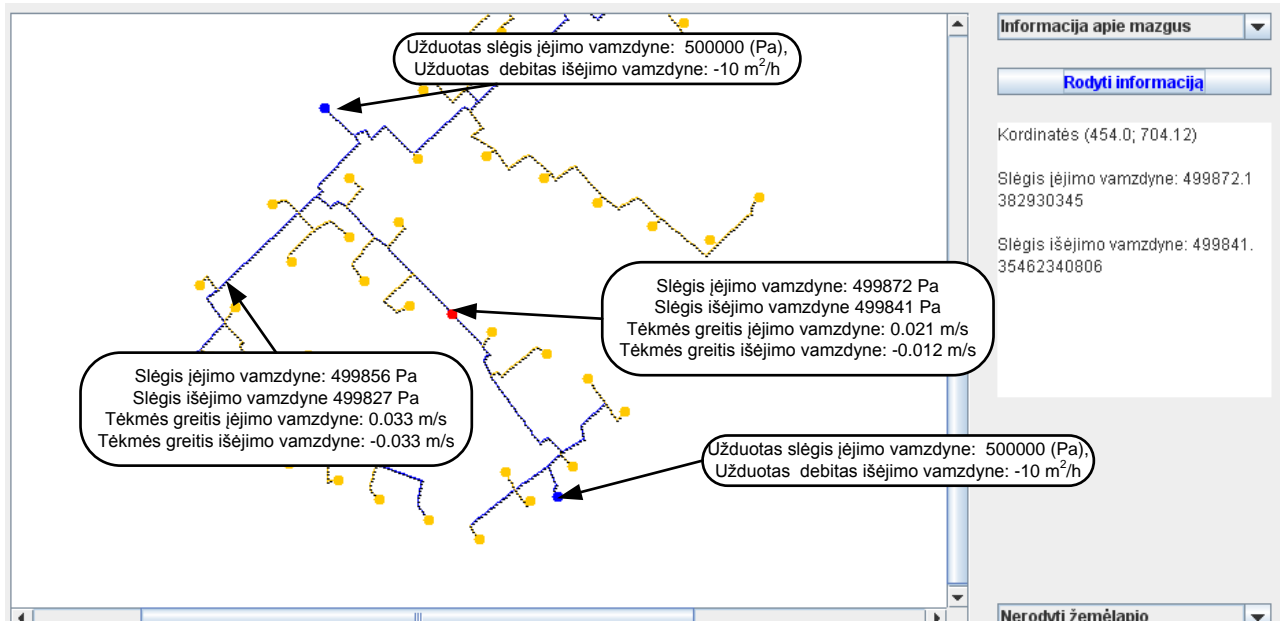 Užduotas slėgis įėjimo vamzdyne: 500000 (Pa),
Užduotas debitas išėjimo vamzdyne: -10 m²/h
Slėgis įėjimo vamzdyne: 499872 Pa
Slėgis išėjimo vamzdyne 499841 Pa
Tėkmės greitis įėjimo vamzdyne: 0.021 m/s
Tėkmės greitis išėjimo vamzdyne: -0.012 m/s
Slėgis įėjimo vamzdyne: 499856 Pa
Slėgis išėjimo vamzdyne 499827 Pa
Tėkmės greitis įėjimo vamzdyne: 0.033 m/s
Tėkmės greitis išėjimo vamzdyne: -0.033 m/s
Užduotas slėgis įėjimo vamzdyne: 500000 (Pa),
Užduotas debitas išėjimo vamzdyne: -10 m²/h
Informacija apie mazgus
Rodyti informaciją
Kordinatės (454.0; 704.12)
Slėgis įėjimo vamzdyne: 499872.1
382930345
Slėgis išėjimo vamzdyne: 499841.
35462340806
Nerodyti žemėlapio